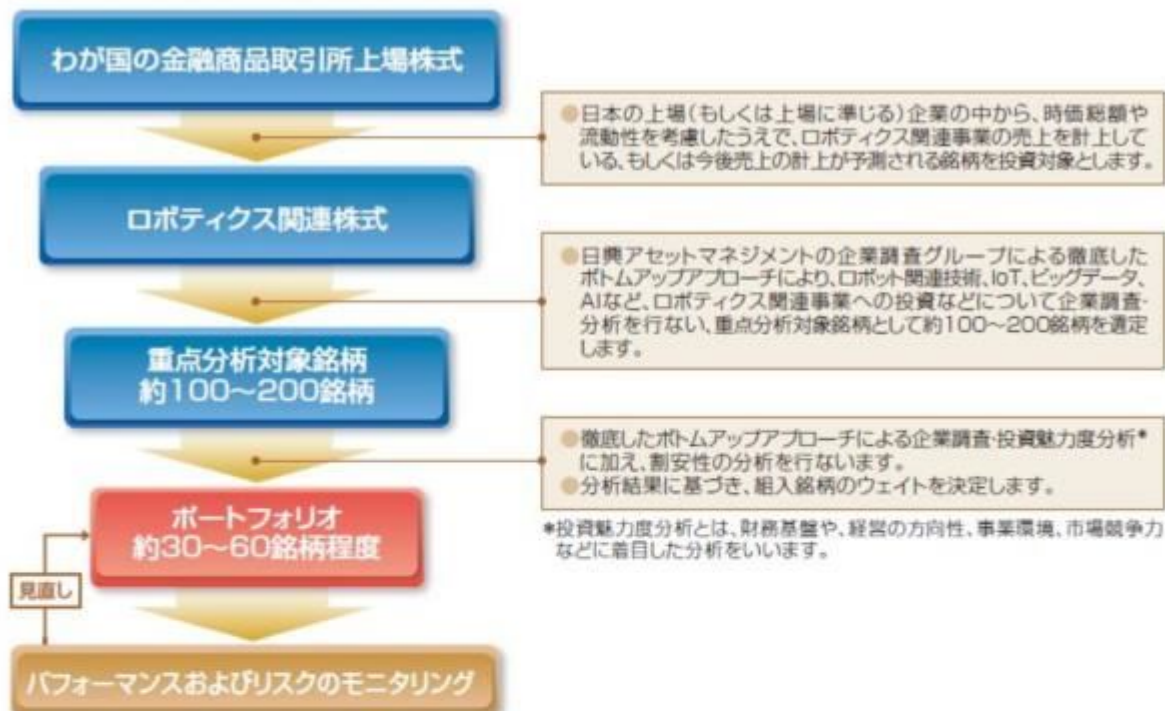 わが国の金融商品取引所上場株式
●日本の上場(もしくは上場に準じる)企業の中から、時価総額や
流動性を考慮したうえで、ロボティクス関連事業の売上を計上して
いる、もしくは今後売上の計上が予測される銘柄を投資対象とします。
ロボティクス関連株式
●日興アセットマネジメントの企業調査グループによる徹底した
ボトムアップアプローチにより、ロボット関連技術、IoT、ビッグデータ、
AIなど、ロボティクス関連事業への投資などについて企業調査・
分析を行ない、重点分析対象銘柄として約100～200銘柄を選定
します。
重点分析対象銘柄
約100～200銘柄
●徹底したボトムアップアプローチによる企業調査・投資魅力度分析*
に加え、割安性の分析を行ないます。
●分析結果に基づき、組入銘柄のウェイトを決定します。
*投資魅力度分析とは、財務基盤や、経営の方向性、事業環境、市場競争力
などに着目した分析をいいます。
ポートフォリオ
約30～60銘柄程度
見直し
パフォーマンスおよびリスクのモニタリング